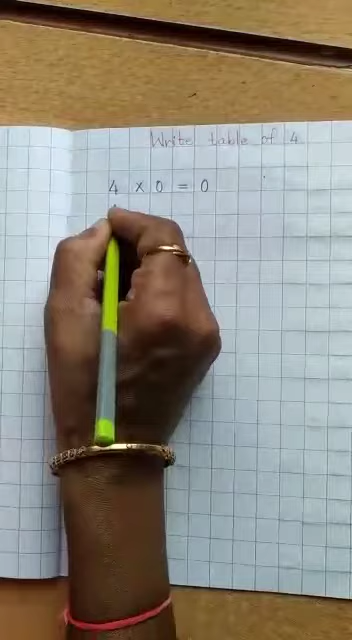 Write table of 4
4 × 0 = 0